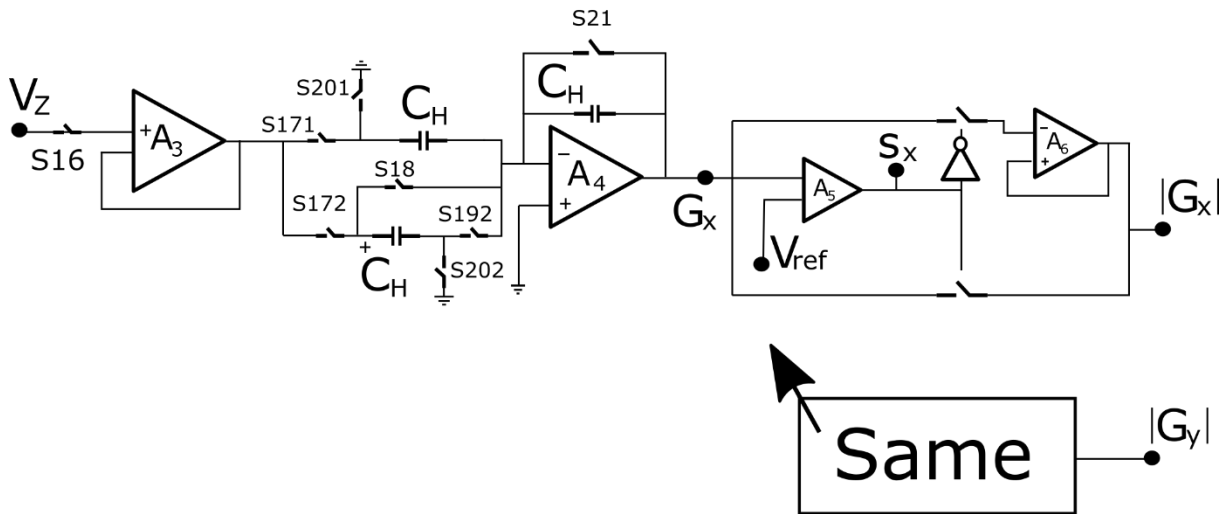 S21
S201
C_H
C_H
V_Z
+
A_3
S171
S16
S18
−
A_4
+
S172
S192
+
C_H
S202
G_x
A_5
s_x
V_ref
−
A_6
+
|G_x|
Same
|G_y|